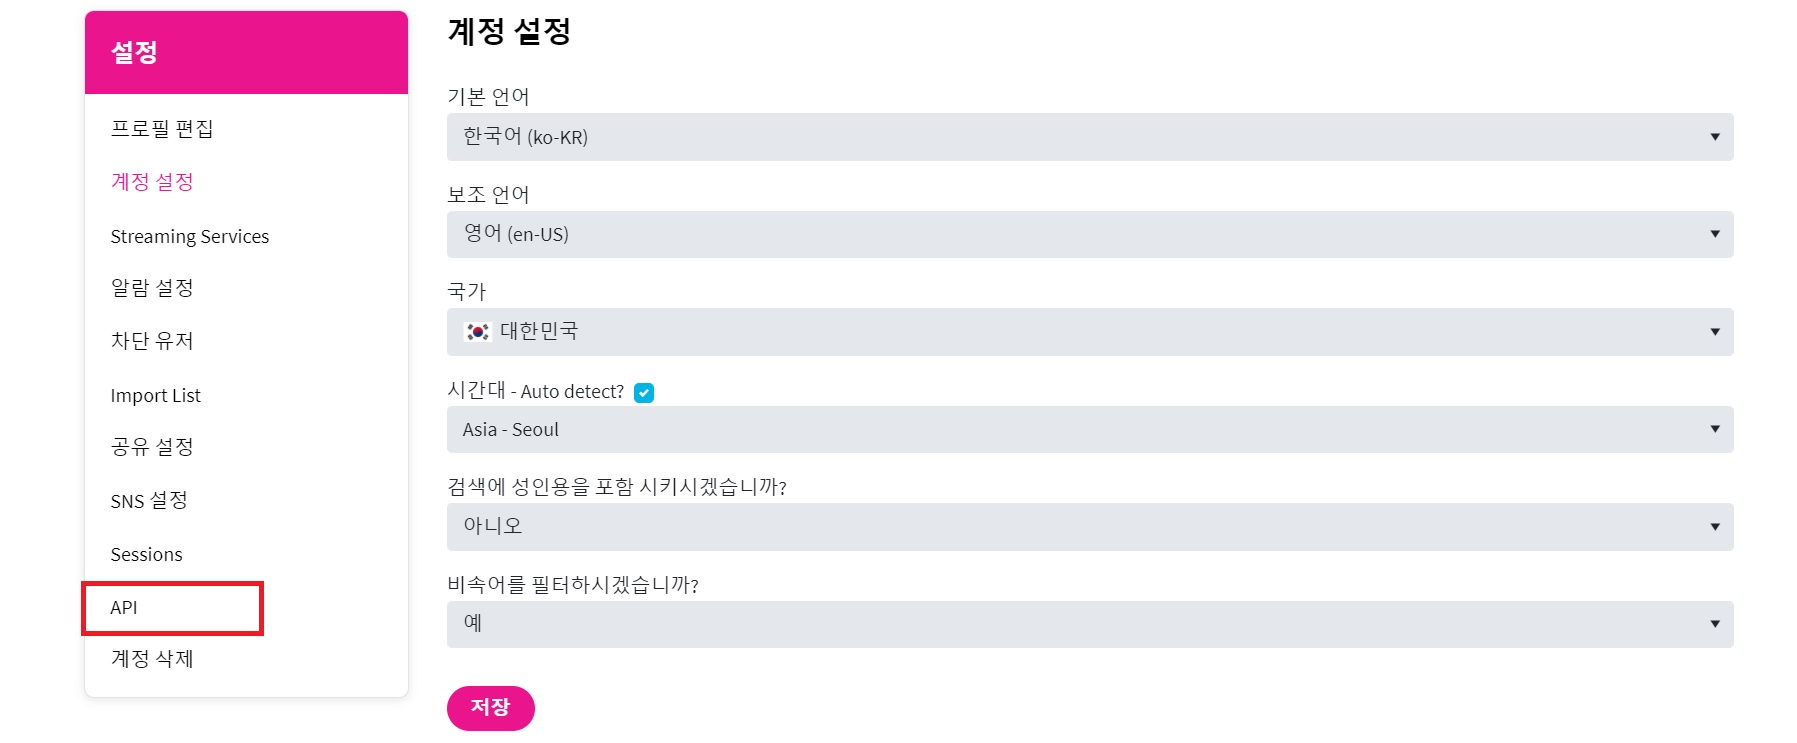 설정
프로필 편집
계정 설정
Streaming Services
알람 설정
차단 유저
Import List
공유 설정
SNS 설정
Sessions
API
계정 삭제
계정 설정
기본 언어
한국어 (ko-KR)
보조 언어
영어 (en-US)
국가
대한민국
시간대 - Auto detect?
Asia - Seoul
검색에 성인용을 포함 시키시겠습니까?
아니오
비속어를 필터하시겠습니까?
예
저장